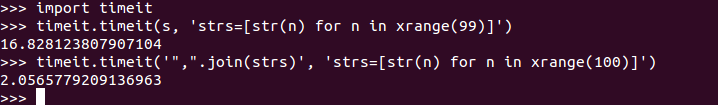 >>> import timeit
>>> timeit.timeit(s, 'strs=[str(n) for n in xrange(99)]')
16.828123807907104
>>> timeit.timeit('",".join(strs)', 'strs=[str(n) for n in xrange(100)]')
2.0565779209136963
>>>